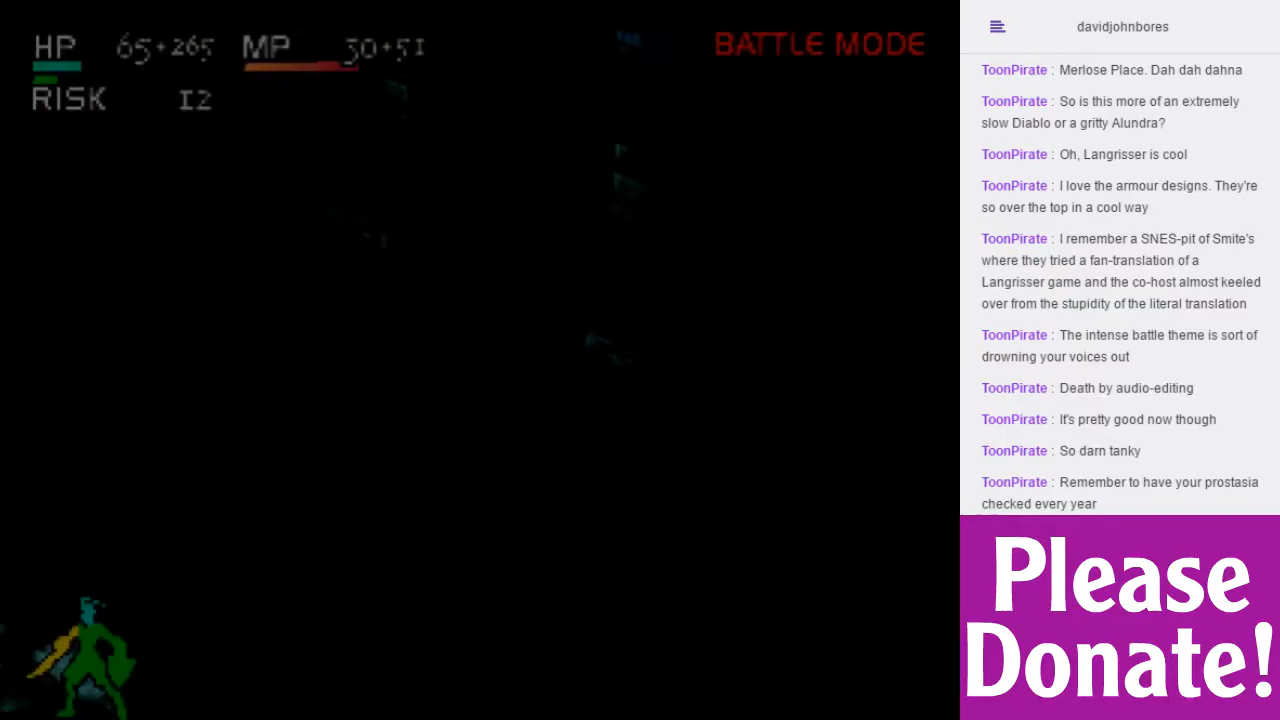 HP 65+265 MP 30+51 BATTLE MODE
RISK 12
davidjohnbores
ToonPirate : Merlose Place. Dah dah dahna
ToonPirate : So is this more of an extremely
slow Diablo or a gritty Alundra?
ToonPirate : Oh, Langrisser is cool
ToonPirate : I love the armour designs. They're
so over the top in a cool way
ToonPirate : I remember a SNES-pit of Smite's
where they tried a fan-translation of a
Langrisser game and the co-host almost keeled
over from the stupidity of the literal translation
ToonPirate : The intense battle theme is sort of
drowning your voices out
ToonPirate : Death by audio-editing
ToonPirate : It's pretty good now though
ToonPirate : So darn tanky
ToonPirate : Remember to have your prostasia
checked every year
Please
Donate!